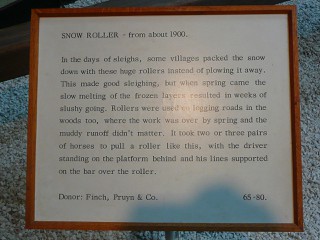 SNOW ROLLER - from about 1900.
In the days of sleighs, some villages packed the snow
down with these huge rollers instead of plowing it away.
This made good sleighing, but when spring came the
slow melting of the frozen layers resulted in weeks of
slushy going. Rollers were used on logging roads in the
woods too, where the work was over by spring and the
muddy runoff didn't matter. It took two or three pairs
of horses to pull a roller like this, with the driver
standing on the platform behind and his lines supported
on the bar over the roller.
Donor: Finch, Pruyn & Co. 65-80.